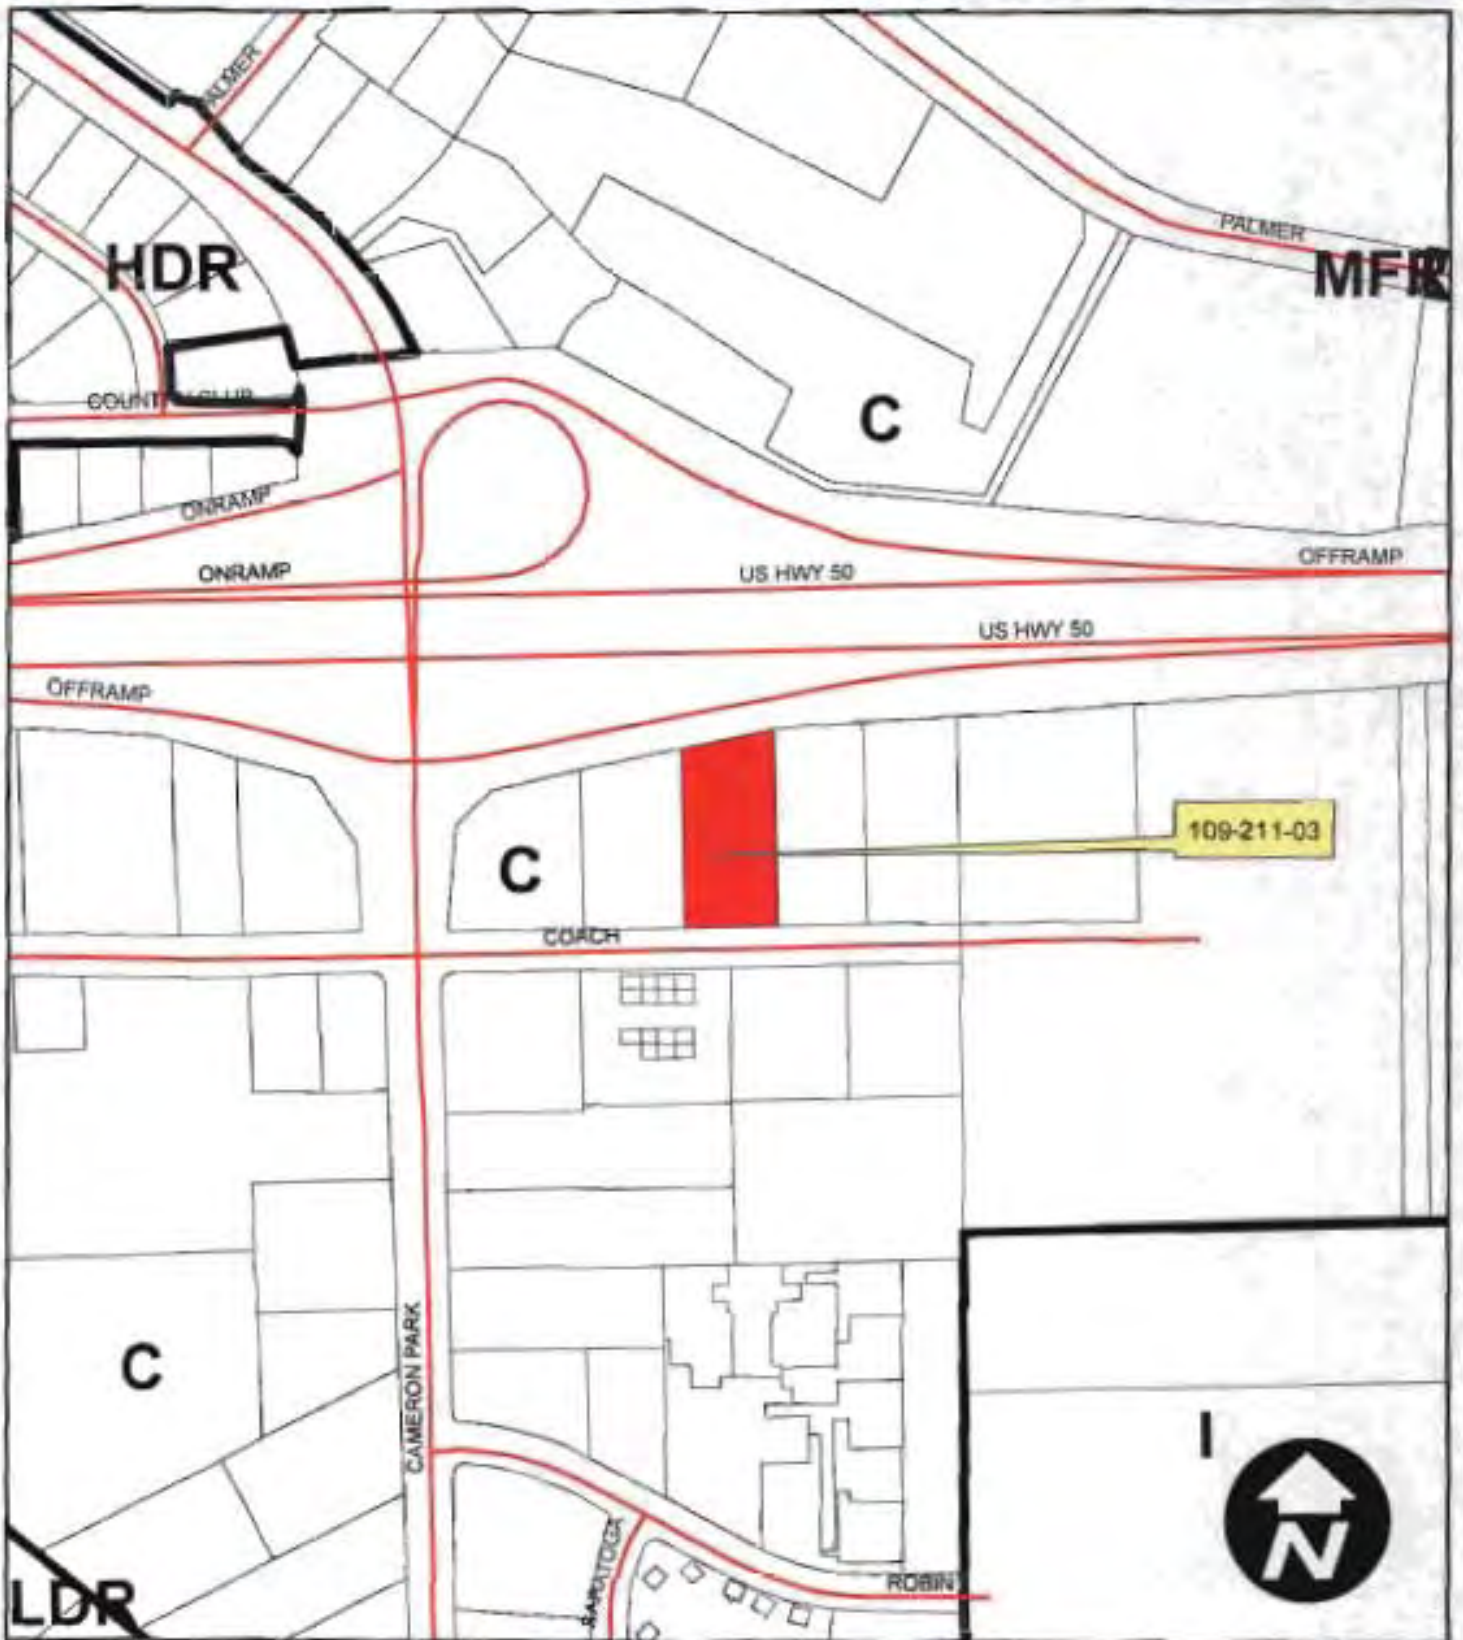 PALMER
PALMER
HDR
MFR
COUNTRY CLUB
C
ONRAMP
OFFRAMP
ONRAMP
US HWY 50
US HWY 50
OFFRAMP
109-211-03
C
COACH
CAMERON PARK
C
I
N
SARATOGA
ROBIN
LDR